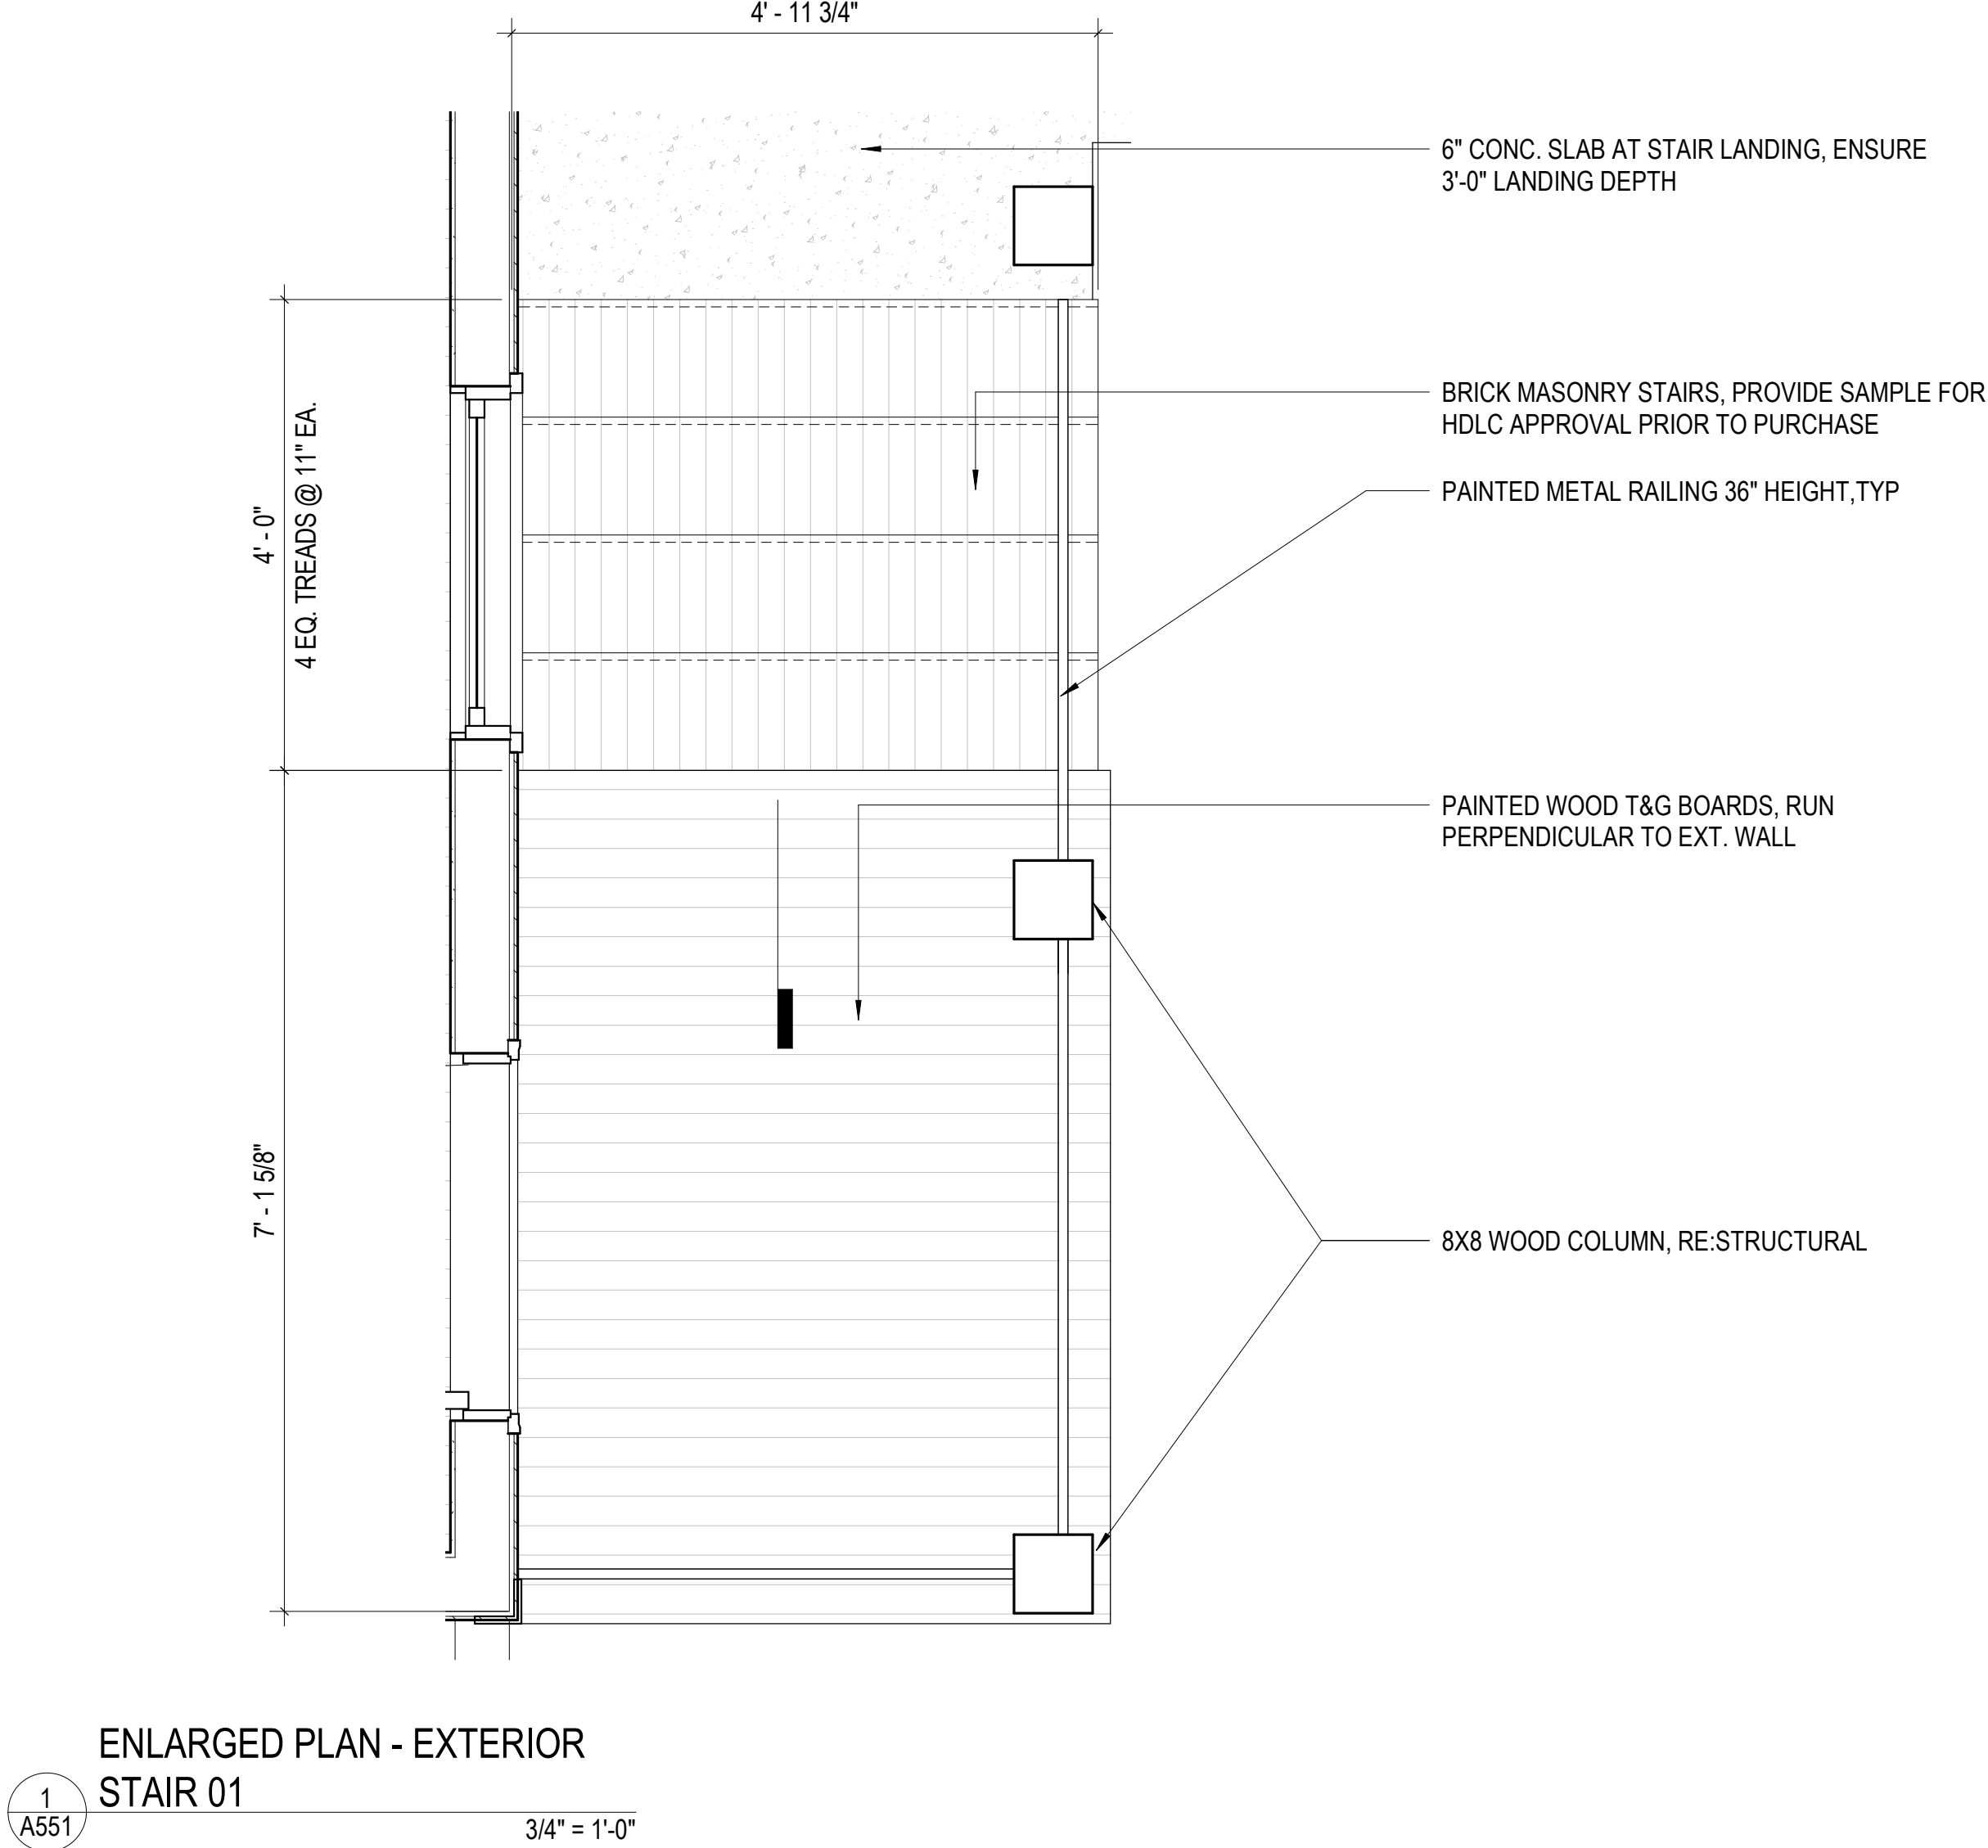 4' - 11 3/4"
6" CONC. SLAB AT STAIR LANDING, ENSURE
3'-0" LANDING DEPTH
BRICK MASONRY STAIRS, PROVIDE SAMPLE FOR
HDLC APPROVAL PRIOR TO PURCHASE
4' - 0"
4 EQ. TREADS @ 11" EA.
PAINTED METAL RAILING 36" HEIGHT,TYP
PAINTED WOOD T&G BOARDS, RUN
PERPENDICULAR TO EXT. WALL
7' - 1 5/8"
8X8 WOOD COLUMN, RE:STRUCTURAL
ENLARGED PLAN - EXTERIOR
STAIR 01
1
A551
3/4" = 1'-0"